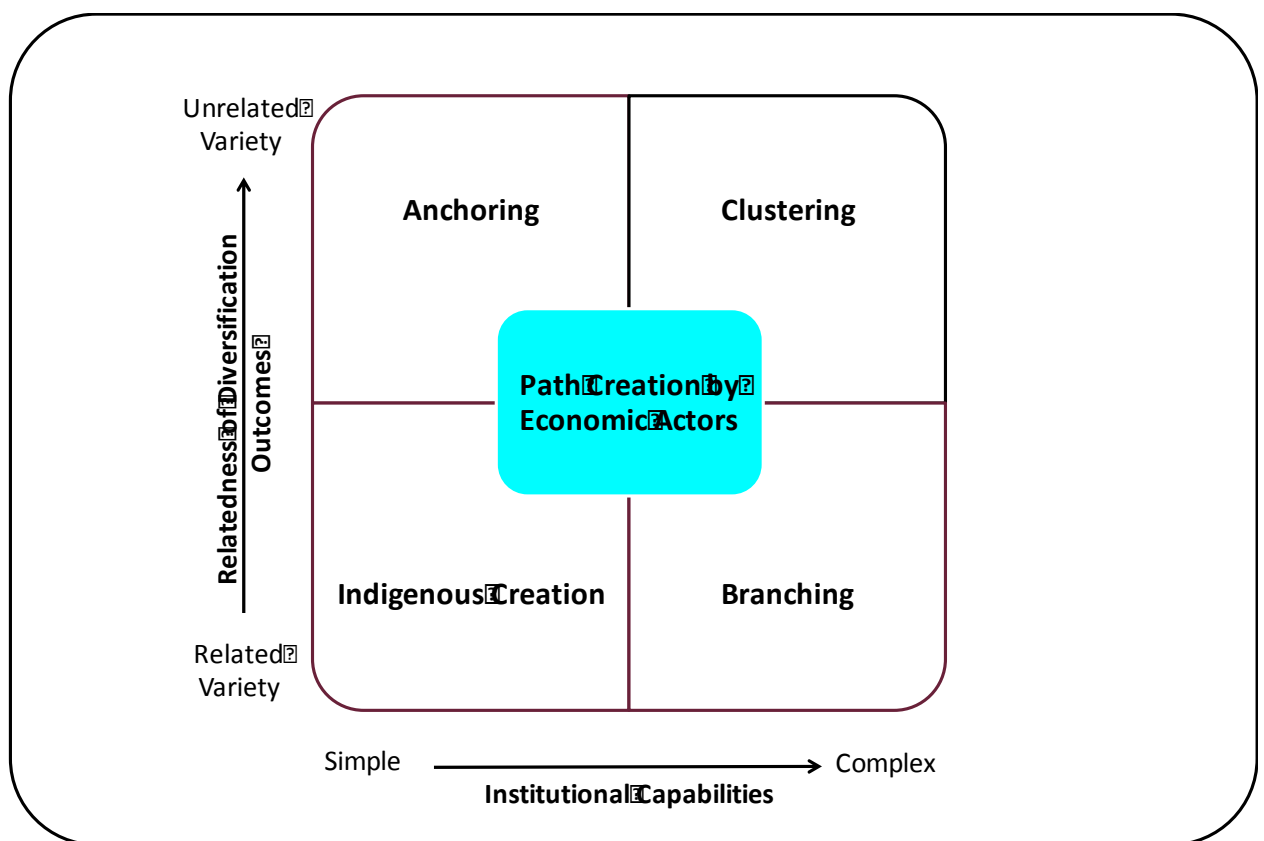 Unrelated
Variety
Anchoring
Clustering
Relatedness of Diversification
Outcomes
Path Creation by
Economic Actors
Indigenous Creation
Branching
Related
Variety
Simple
Complex
Institutional Capabilities